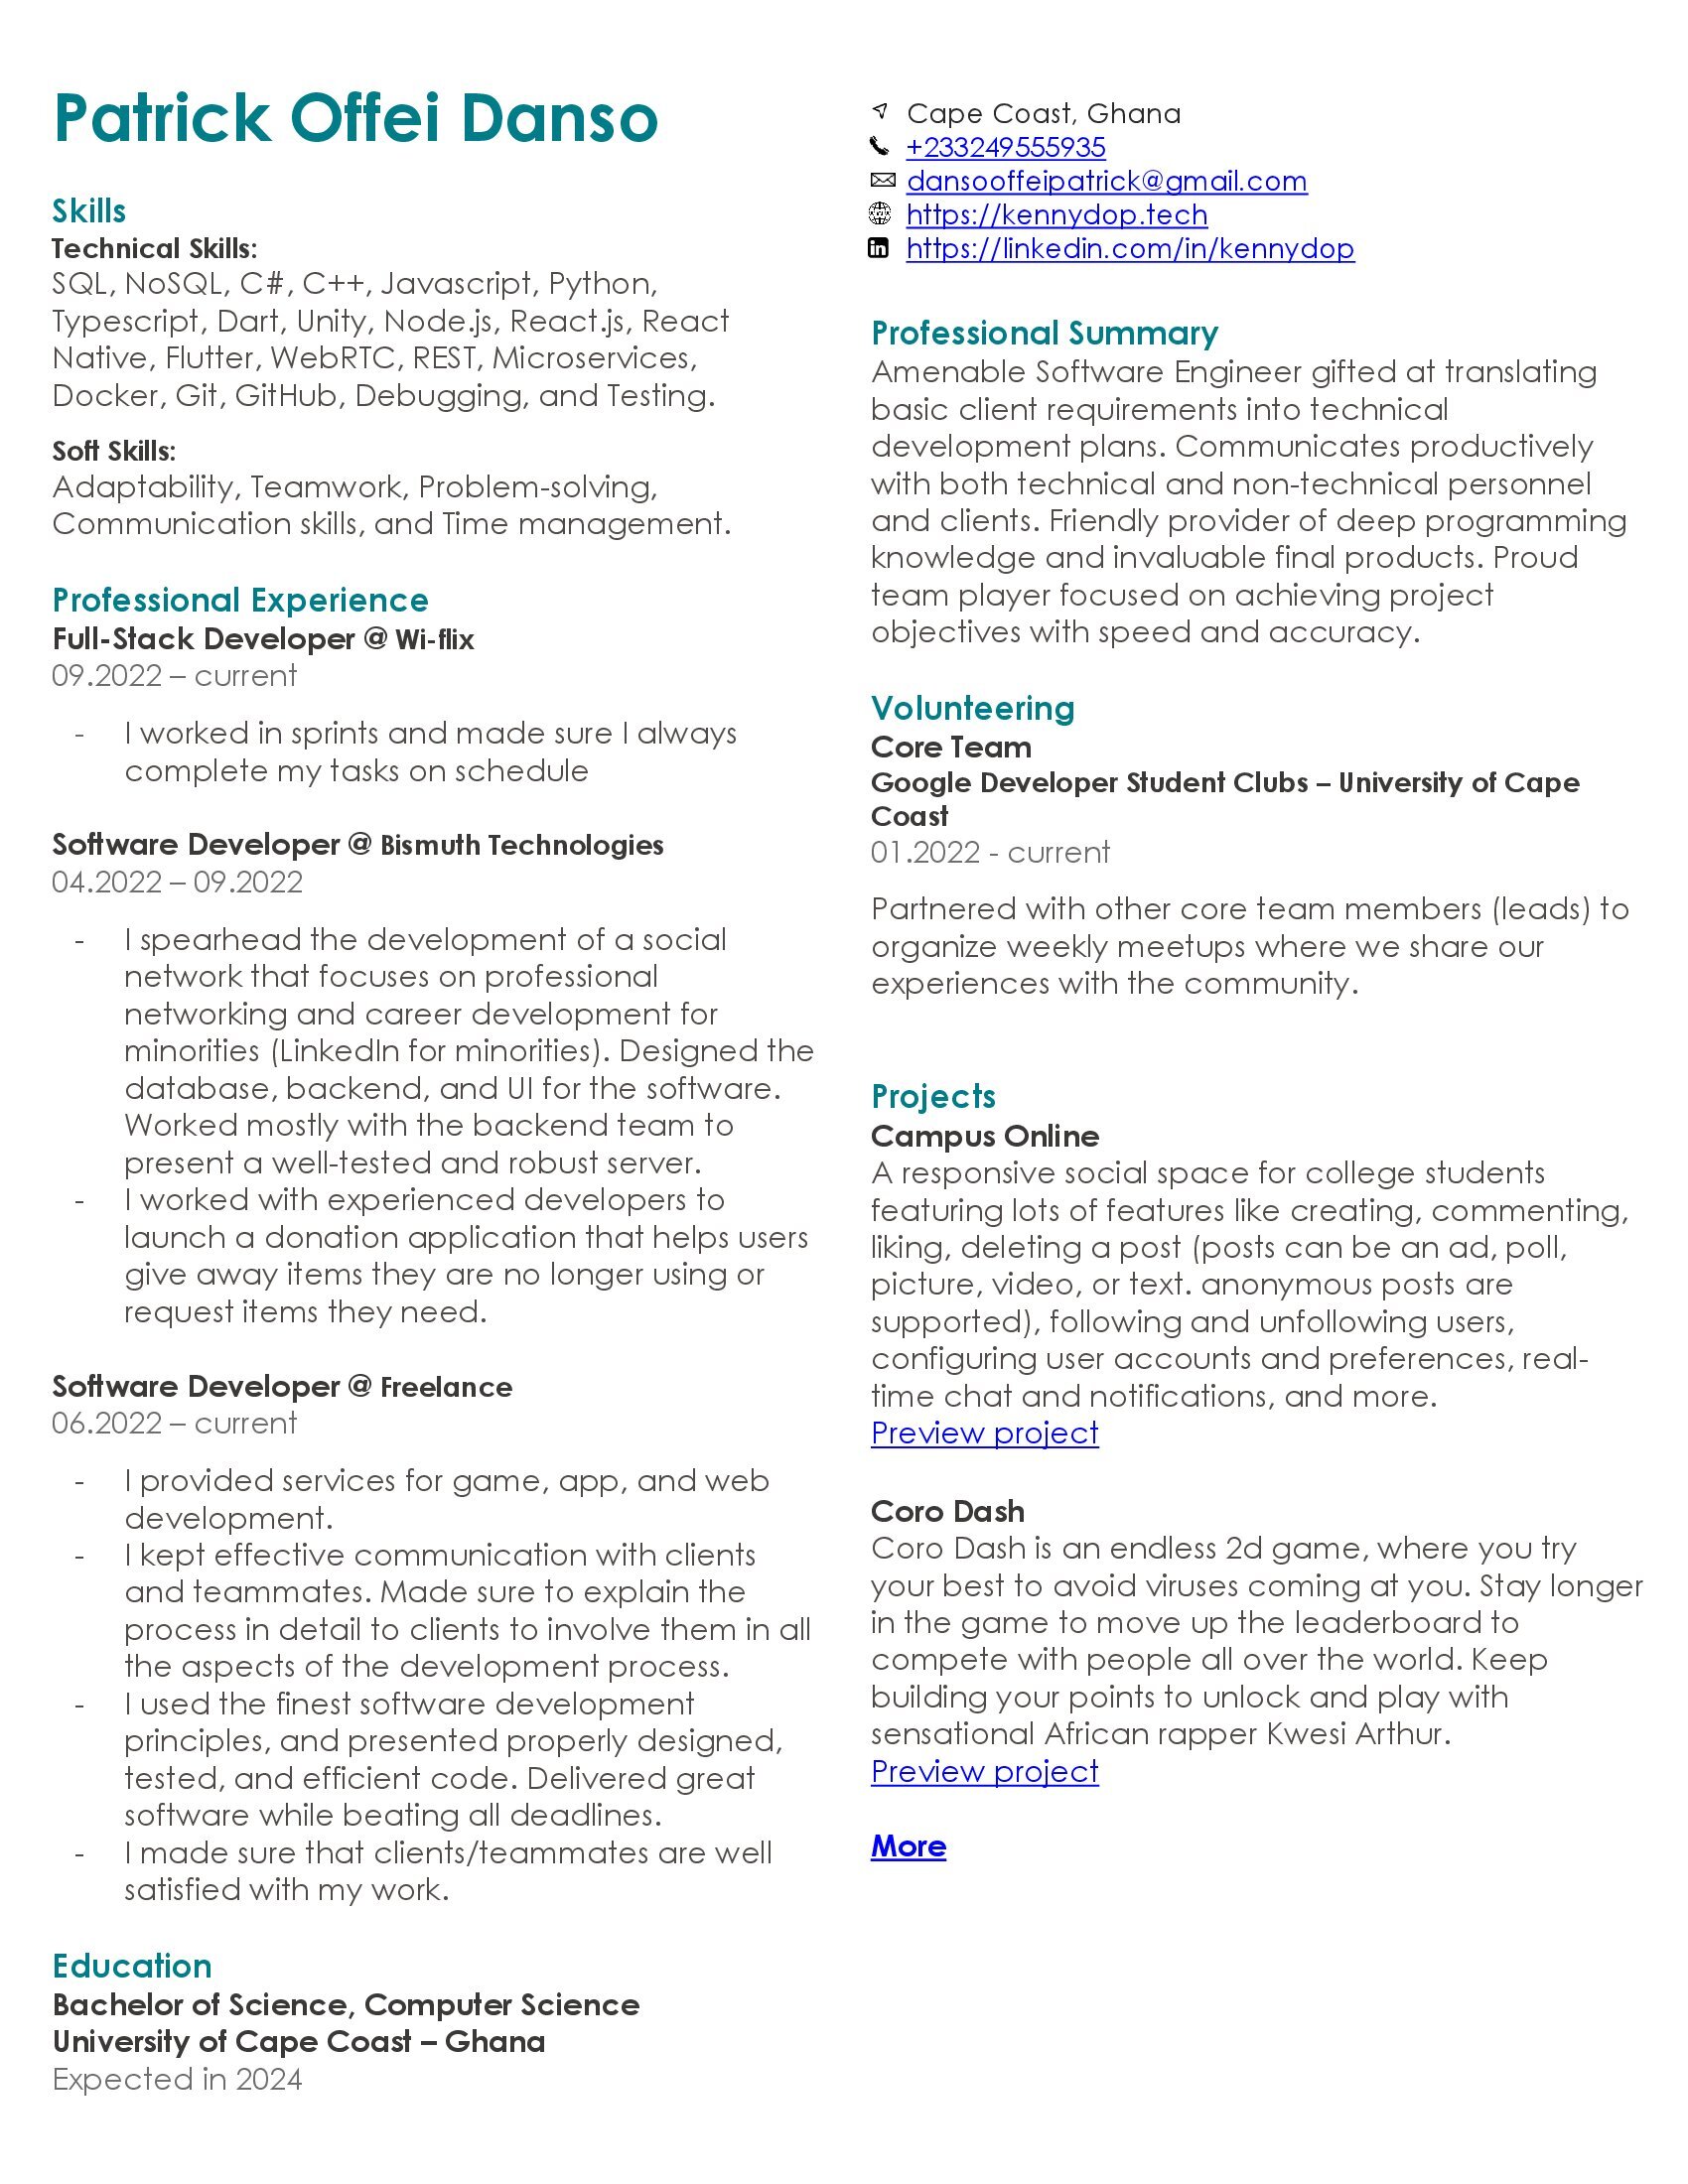 Patrick Offei Danso
Skills
Technical Skills:
SQL, NoSQL, C#, C++, Javascript, Python,
Typescript, Dart, Unity, Node.js, React.js, React
Native, Flutter, WebRTC, REST, Microservices,
Docker, Git, GitHub, Debugging, and Testing.
Soft Skills:
Adaptability, Teamwork, Problem-solving,
Communication skills, and Time management.
Professional Experience
Full-Stack Developer @ Wi-flix
09.2022 – current
- I worked in sprints and made sure I always
complete my tasks on schedule
Software Developer @ Bismuth Technologies
04.2022 – 09.2022
- I spearhead the development of a social
network that focuses on professional
networking and career development for
minorities (LinkedIn for minorities). Designed the
database, backend, and UI for the software.
Worked mostly with the backend team to
present a well-tested and robust server.
- I worked with experienced developers to
launch a donation application that helps users
give away items they are no longer using or
request items they need.
Software Developer @ Freelance
06.2022 – current
- I provided services for game, app, and web
development.
- I kept effective communication with clients
and teammates. Made sure to explain the
process in detail to clients to involve them in all
the aspects of the development process.
- I used the finest software development
principles, and presented properly designed,
tested, and efficient code. Delivered great
software while beating all deadlines.
- I made sure that clients/teammates are well
satisfied with my work.
Education
Bachelor of Science, Computer Science
University of Cape Coast – Ghana
Expected in 2024
Cape Coast, Ghana
+233249555935
dansooffeipatrick@gmail.com
https://kennydop.tech
https://linkedin.com/in/kennydop
Professional Summary
Amenable Software Engineer gifted at translating
basic client requirements into technical
development plans. Communicates productively
with both technical and non-technical personnel
and clients. Friendly provider of deep programming
knowledge and invaluable final products. Proud
team player focused on achieving project
objectives with speed and accuracy.
Volunteering
Core Team
Google Developer Student Clubs – University of Cape
Coast
01.2022 - current
Partnered with other core team members (leads) to
organize weekly meetups where we share our
experiences with the community.
Projects
Campus Online
A responsive social space for college students
featuring lots of features like creating, commenting,
liking, deleting a post (posts can be an ad, poll,
picture, video, or text. anonymous posts are
supported), following and unfollowing users,
configuring user accounts and preferences, real-
time chat and notifications, and more.
Preview project
Coro Dash
Coro Dash is an endless 2d game, where you try
your best to avoid viruses coming at you. Stay longer
in the game to move up the leaderboard to
compete with people all over the world. Keep
building your points to unlock and play with
sensational African rapper Kwesi Arthur.
Preview project
More